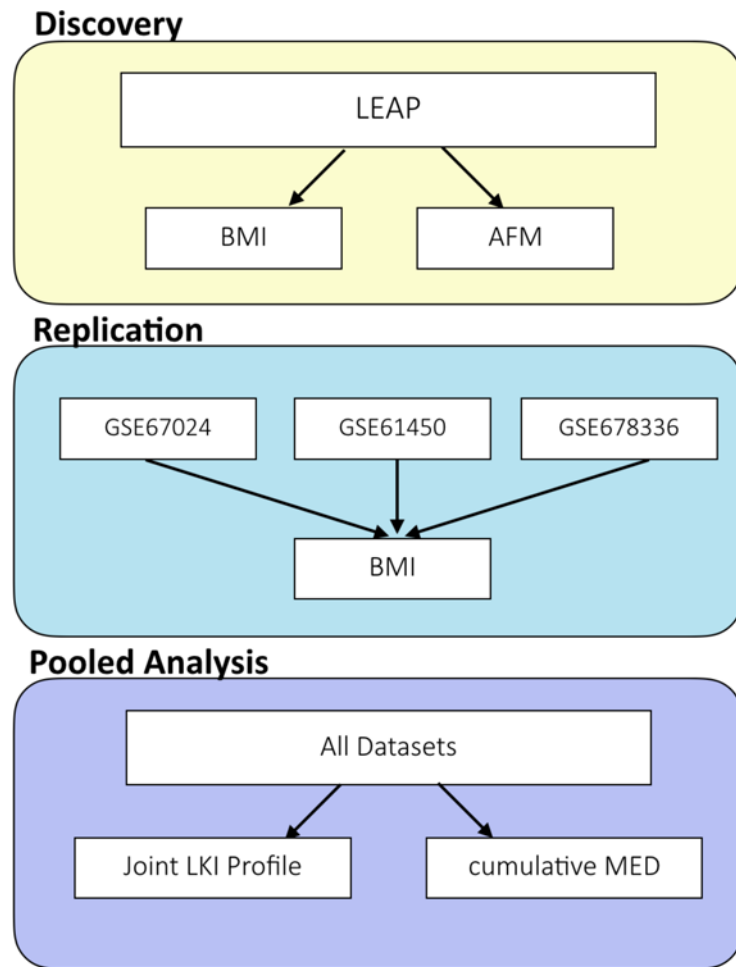 Discovery
LEAP
BMI
AFM
Replication
GSE67024
GSE61450
GSE678336
BMI
Pooled Analysis
All Datasets
Joint LKI Profile
cumulative MED